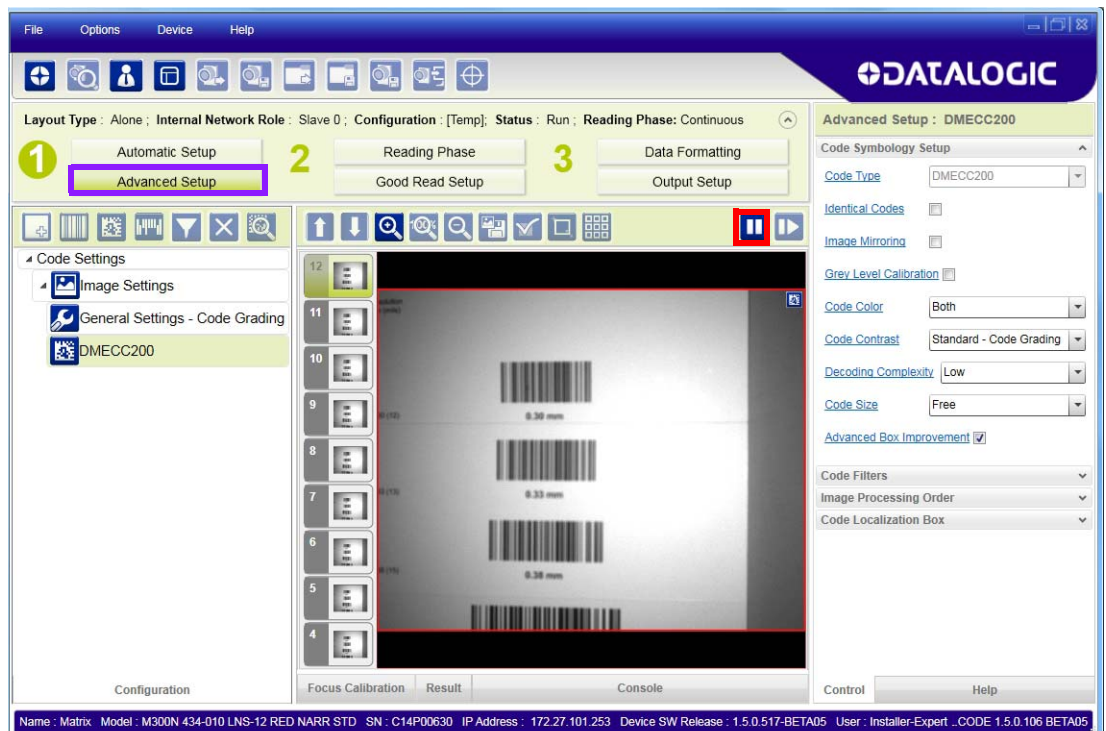 File Options Device Help
DATALOGIC
Layout Type : Alone ; Internal Network Role : Slave 0 ; Configuration : [Temp]; Status : Run ; Reading Phase: Continuous
1 Automatic Setup 2 Reading Phase 3 Data Formatting
Advanced Setup Good Read Setup Output Setup
Code Settings
Image Settings
General Settings - Code Grading
DMECC200
Configuration
12
11
10
9
8
7
6
5
4
0.30 mm
0.33 mm
0.38 mm
Focus Calibration Result Console
Advanced Setup : DMECC200
Code Symbology Setup
Code Type DMECC200
Identical Codes
Image Mirroring
Grey Level Calibration
Code Color Both
Code Contrast Standard - Code Grading
Decoding Complexity Low
Code Size Free
Advanced Box Improvement
Code Filters
Image Processing Order
Code Localization Box
Control Help
Name : Matrix Model : M300N 434-010 LNS-12 RED NARR STD SN : C14P00630 IP Address : 172.27.101.253 Device SW Release : 1.5.0.517-BETA05 User : Installer-Expert ..CODE 1.5.0.106 BETA05